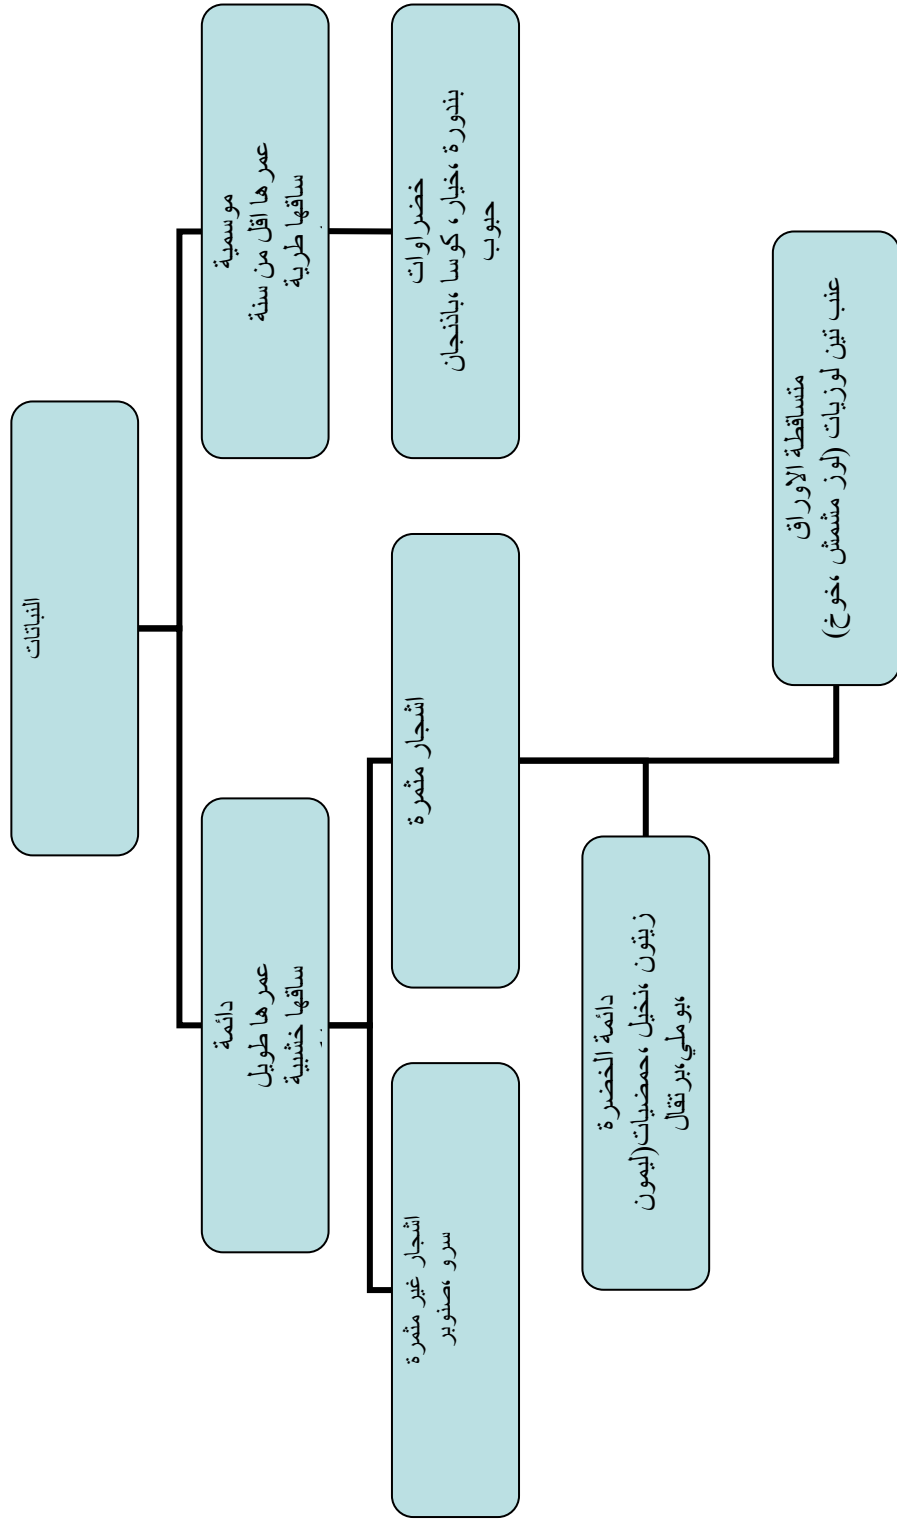 النباتات
موسمية
عمرها اقل من سنة
ساقها طرية
دائمة
عمرها طويل
ساقها خشبية
خضراوات
بندورة ،خيار، كوسا ،باذنجان
حبوب
اشجار مثمرة
اشجار غير مثمرة
سرو ،صنوبر
دائمة الخضرة
زيتون ،نخيل ،حمضيات(ليمون
،بوملي،برتقال
متساقطة الاوراق
عنب تين لوزيات (لوز مشمش ،خوخ)